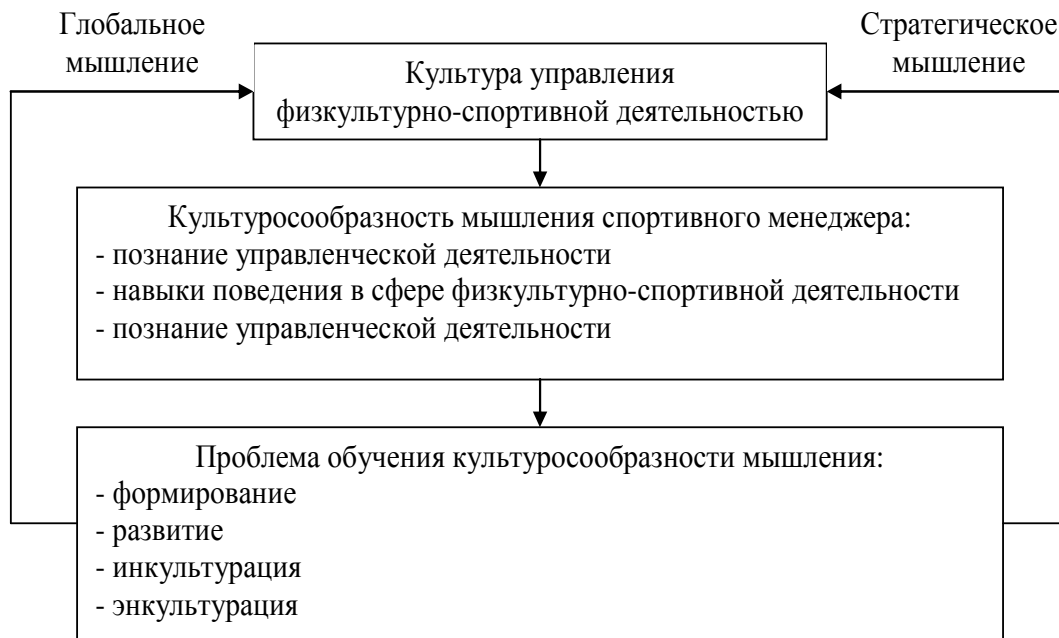 Глобальное
мышление
Стратегическое
мышление
Культура управления
физкультурно-спортивной деятельностью
Культуросообразность мышления спортивного менеджера:
- познание управленческой деятельности
- навыки поведения в сфере физкультурно-спортивной деятельности
- познание управленческой деятельности
Проблема обучения культуросообразности мышления:
- формирование
- развитие
- инкультурация
- энкультурация